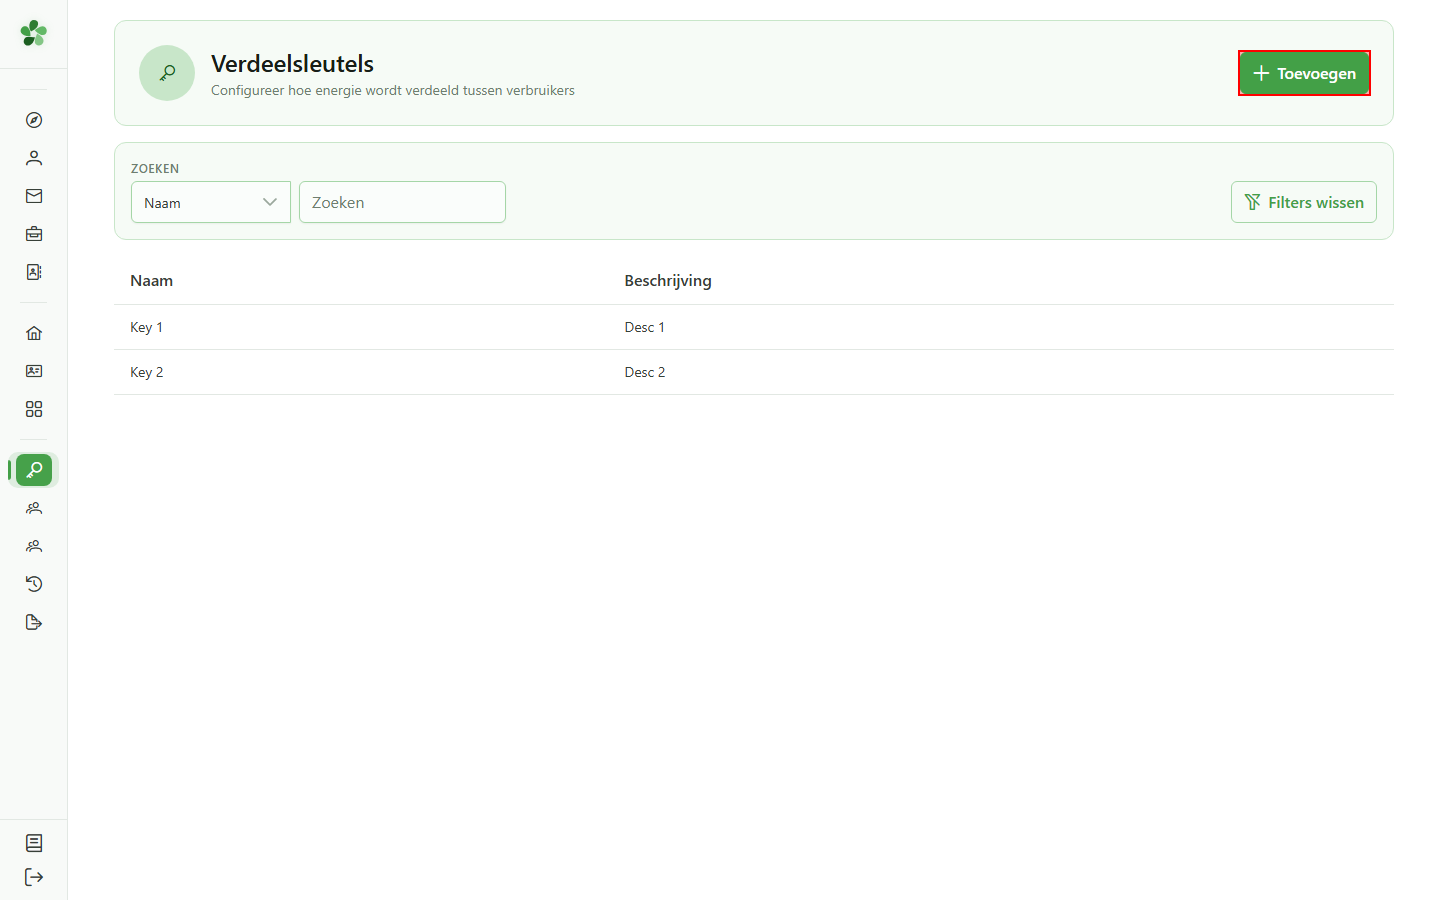 Verdeelsleutels
Configureer hoe energie wordt verdeeld tussen verbruikers
Toevoegen
ZOEKEN
Naam
Zoeken
Filters wissen
Naam Beschrijving
Key 1 Desc 1
Key 2 Desc 2